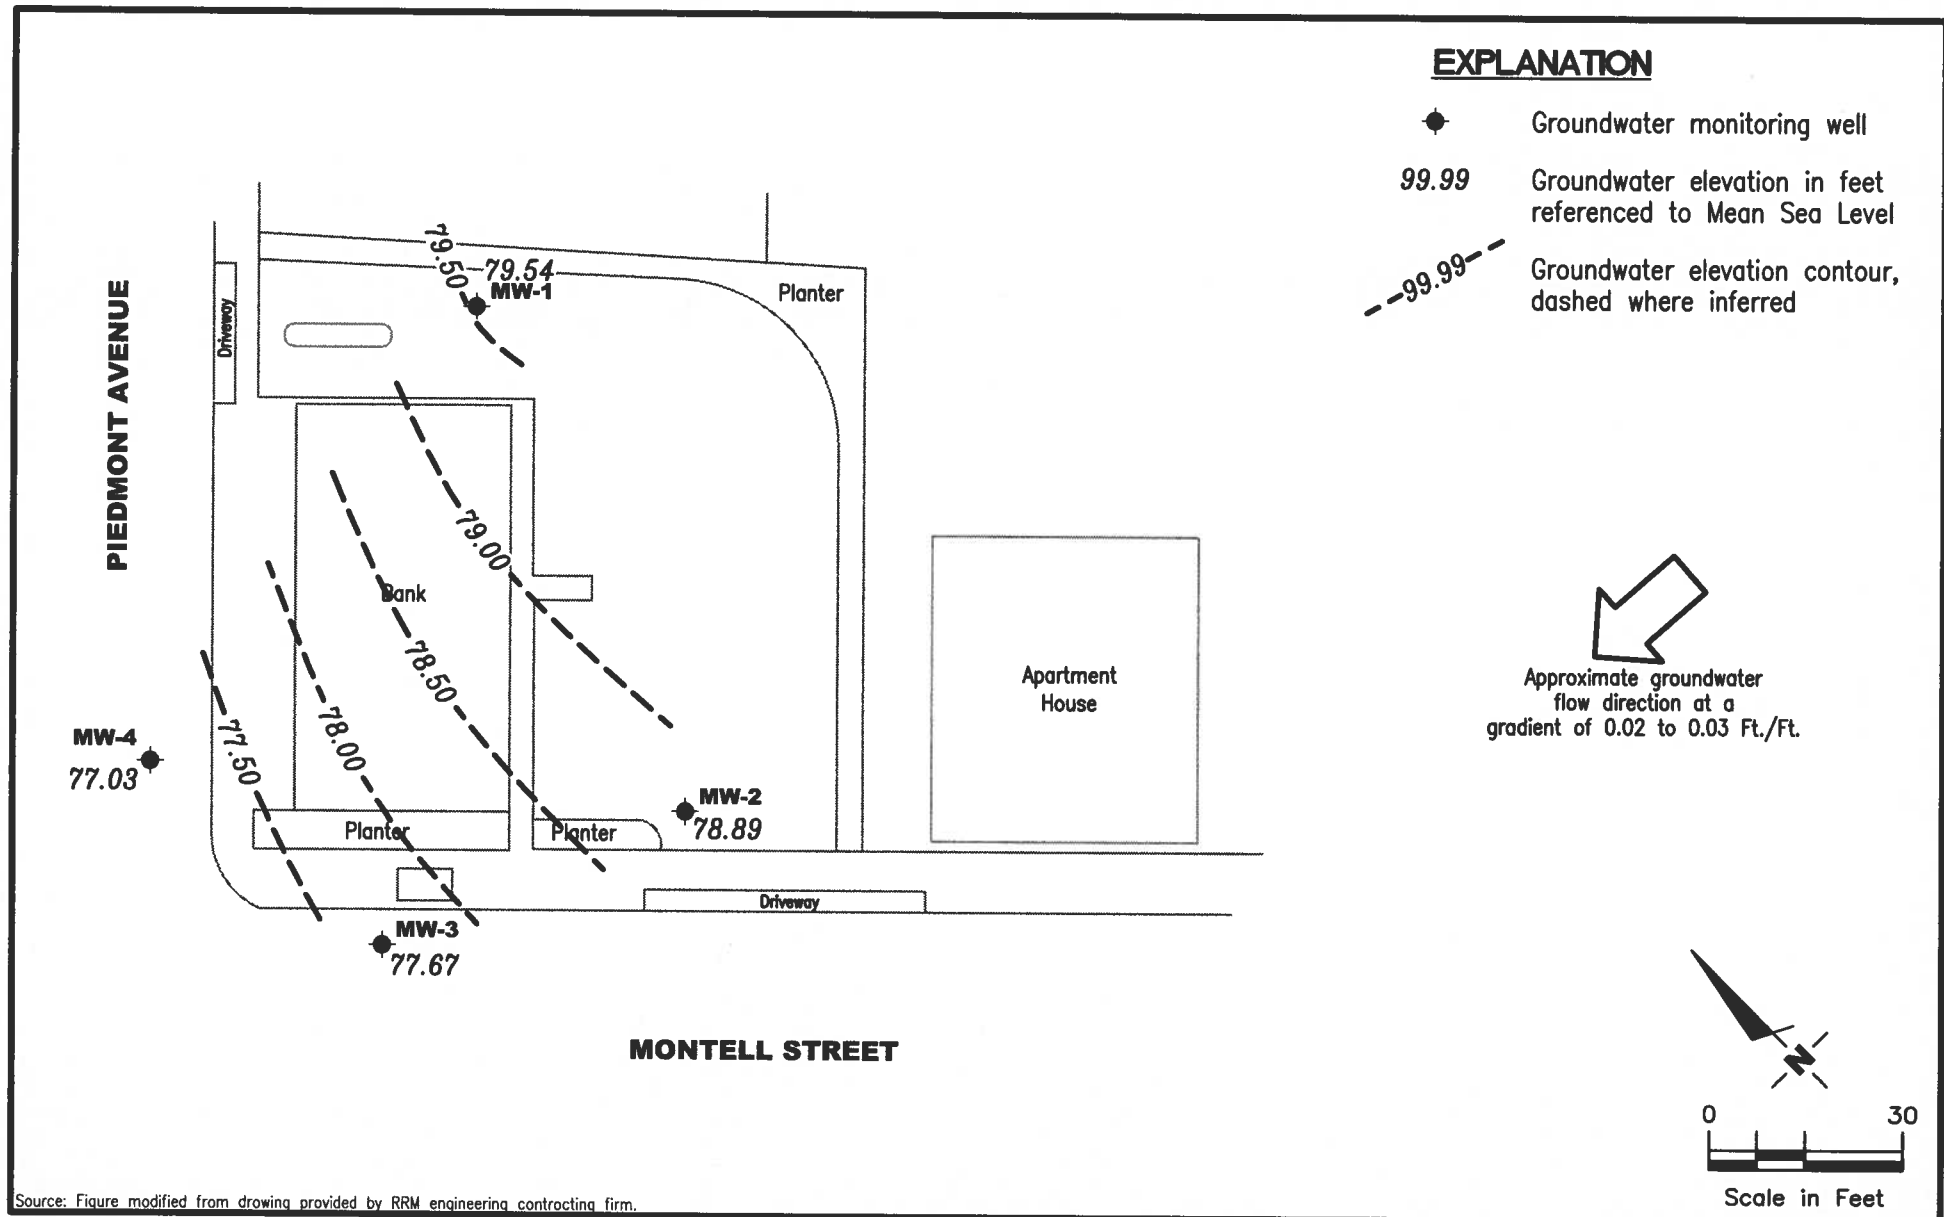 EXPLANATION
Groundwater monitoring well
99.99
Groundwater elevation in feet
referenced to Mean Sea Level
99.99
Groundwater elevation contour,
dashed where inferred
79.50
79.54
MW-1
Planter
Driveway
PIEDMONT AVENUE
79.00
Bank
78.50
78.00
77.50
MW-4
77.03
Apartment
House
Approximate groundwater
flow direction at a
gradient of 0.02 to 0.03 Ft./Ft.
MW-2
78.89
Planter
Planter
Driveway
MW-3
77.67
MONTELL STREET
N
0 30
Scale in Feet
Source: Figure modified from drowing provided by RRM engineering controcting firm.